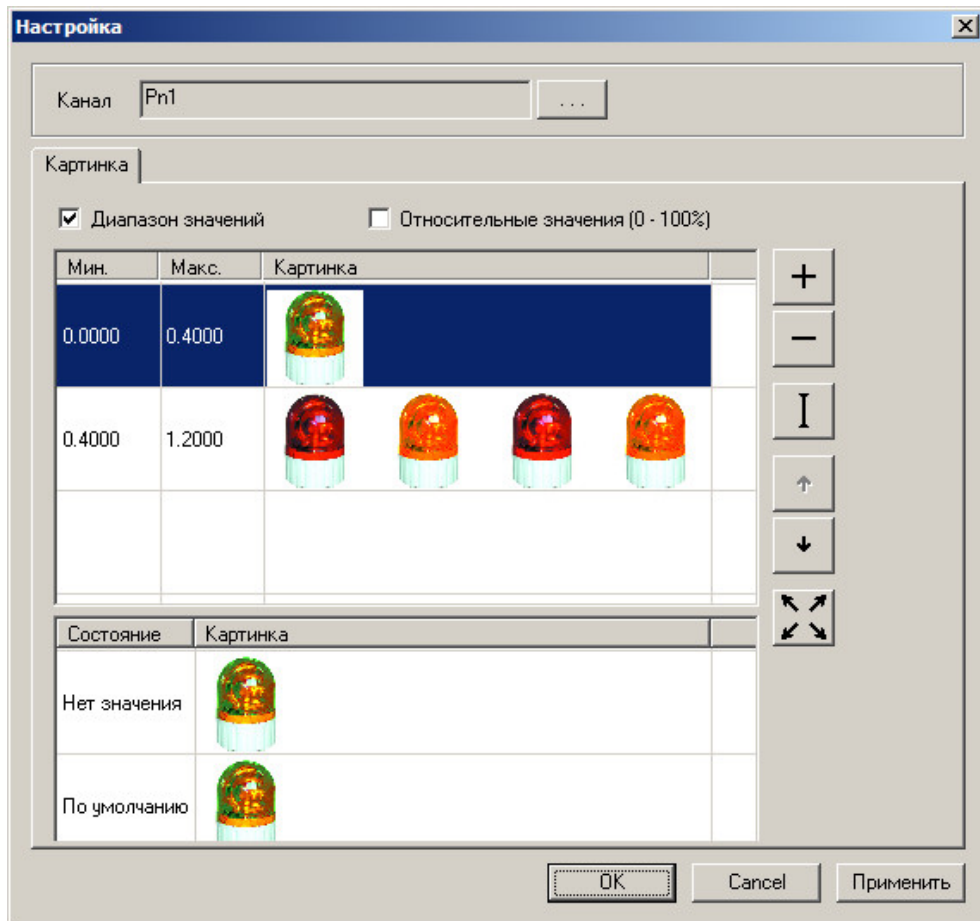 Настройка
Канал Pn1 ...
Картинка
Диапазон значений Относительные значения (0 - 100%)
Мин. Макс. Картинка
0.0000 0.4000
0.4000 1.2000
Состояние Картинка
Нет значения
По умолчанию
OK Cancel Применить